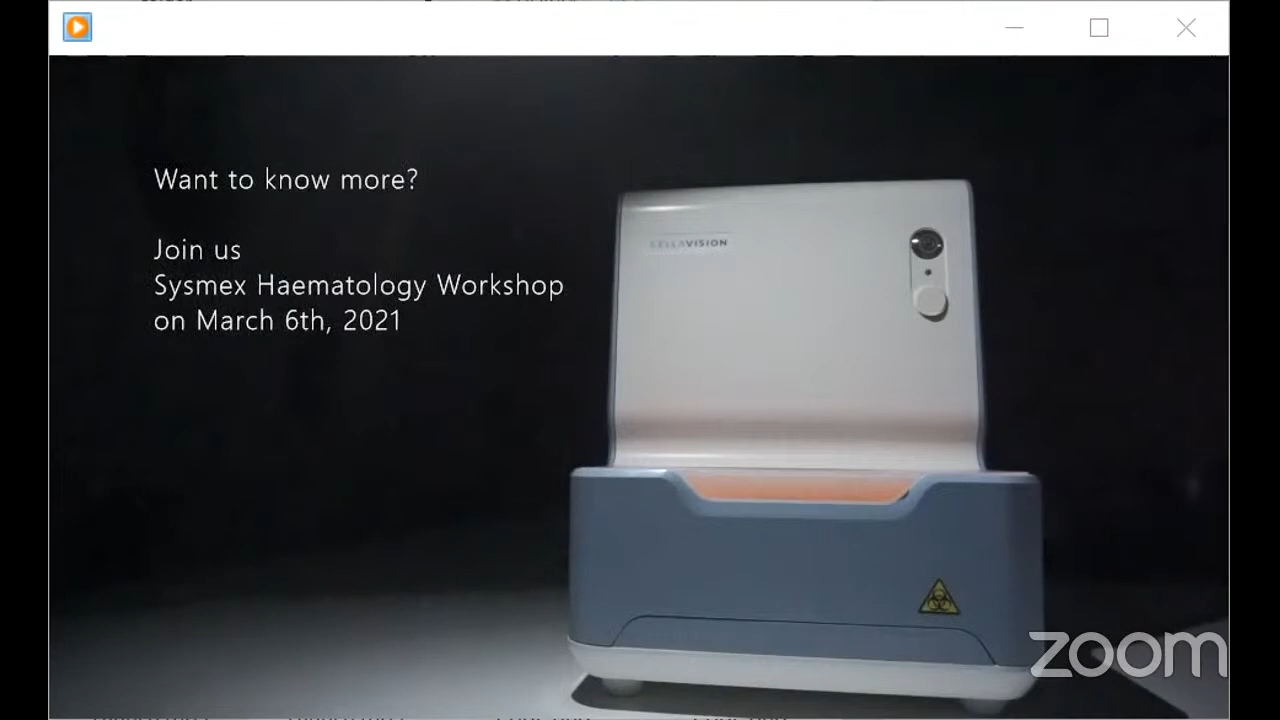 Want to know more?
Join us
Sysmex Haematology Workshop
on March 6th, 2021
CELLAVISION
zoom